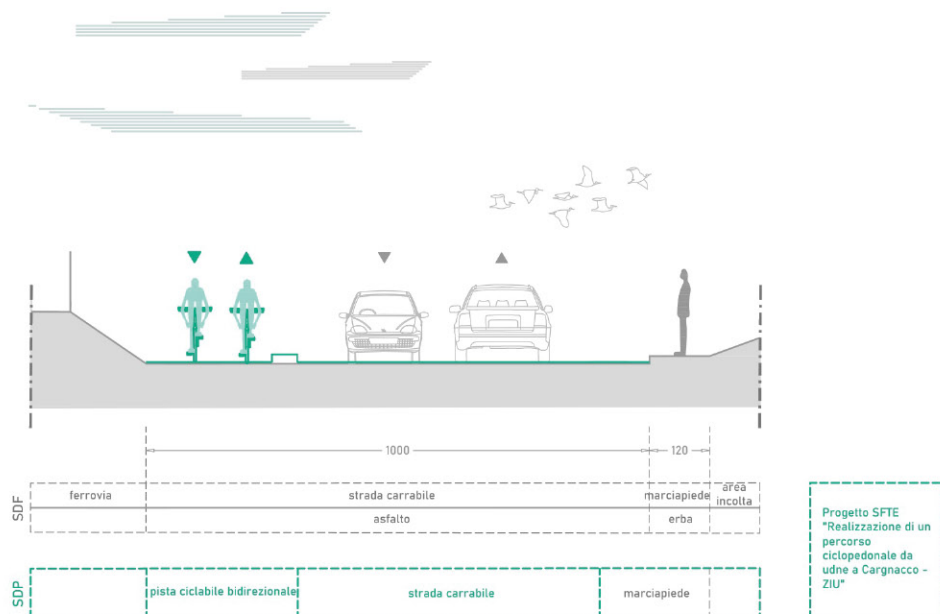 1000
120
SDF
ferrovia
strada carrabile
marciapiede
area
incolta
asfalto
erba
SDP
pista ciclabile bidirezionale
strada carrabile
marciapiede
Progetto SFTE
"Realizzazione di un
percorso
ciclopedonale da
udne a Cargnacco -
ZIU"